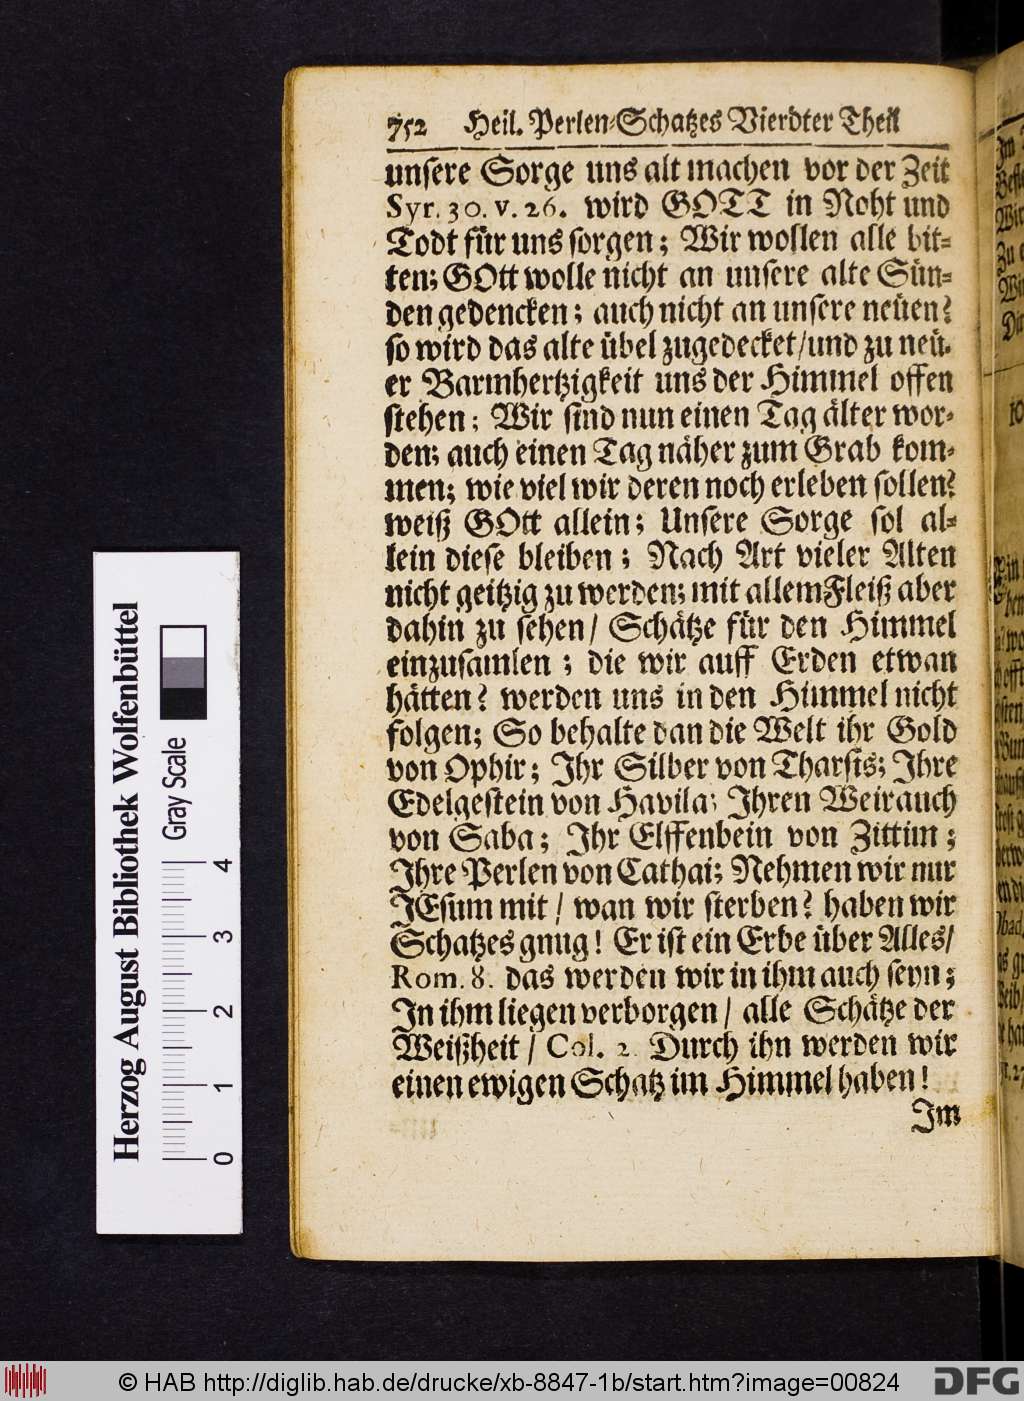 752 Heil. Perlen-Schatzes Vierdter Theil
unsere Sorge uns alt machen vor der Zeit
Syr. 30. v. 26. wird GOTT in Noht und
Todt für uns sorgen; Wir wollen alle bit-
ten; GOtt wolle nicht an unsere alte Sün-
den gedencken; auch nicht an unsere neüen?
so wird das alte übel zugedecket/und zu neü-
er Barmhertzigkeit uns der Himmel offen
stehen; Wir sind nun einen Tag älter wor-
den; auch einen Tag näher zum Grab kom-
men; wie viel wir deren noch erleben sollen?
weiß GOtt allein; Unsere Sorge sol al-
lein diese bleiben; Nach Art vieler Alten
nicht geitzig zu werden; mit allem Fleiß aber
dahin zu sehen/ Schätze für den Himmel
einzusamlen; die wir auff Erden etwan
hätten? werden uns in den Himmel nicht
folgen; So behalte dan die Welt ihr Gold
von Ophir; Ihr Silber von Tharsis; Ihre
Edelgestein von Havila; Ihren Weirauch
von Saba; Ihr Elffenbein von Zittim;
Ihre Perlen von Cathai; Nehmen wir nur
JEsum mit/ wan wir sterben? haben wir
Schatzes gnug! Er ist ein Erbe über Alles/
Rom. 8. das werden wir in ihm auch seyn;
In ihm liegen verborgen/ alle Schätze der
Weißheit/ Col. 2. Durch ihn werden wir
einen ewigen Schatz im Himmel haben!
Im
Herzog August Bibliothek Wolfenbüttel
Gray Scale
0 1 2 3 4
© HAB http://diglib.hab.de/drucke/xb-8847-1b/start.htm?image=00824
DFG